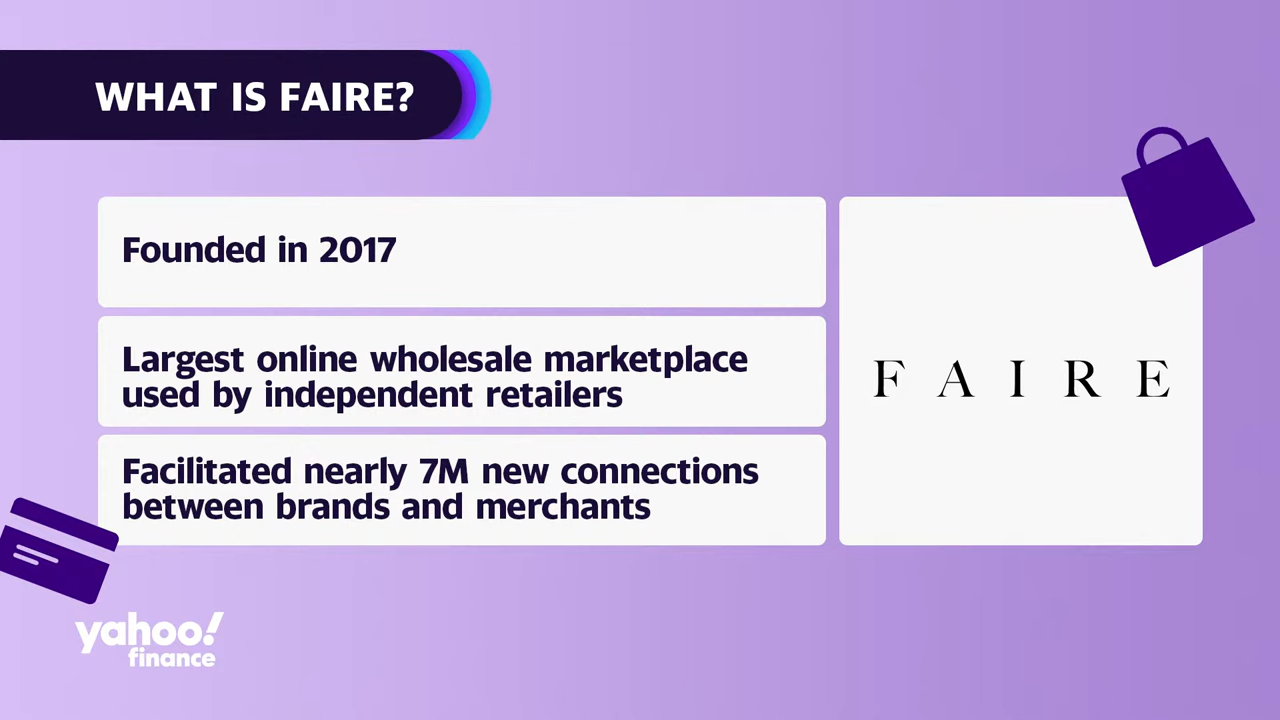 WHAT IS FAIRE?
Founded in 2017
Largest online wholesale marketplace
used by independent retailers
Facilitated nearly 7M new connections
between brands and merchants
FAIRE
yahoo!
finance